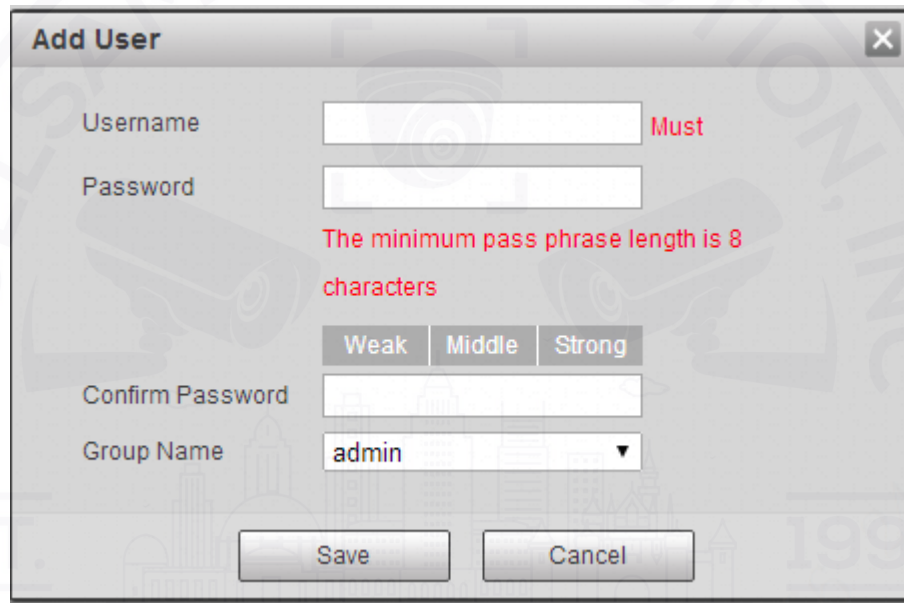 Add User
Username Must
Password
The minimum pass phrase length is 8
characters
Weak Middle Strong
Confirm Password
Group Name admin
Save Cancel